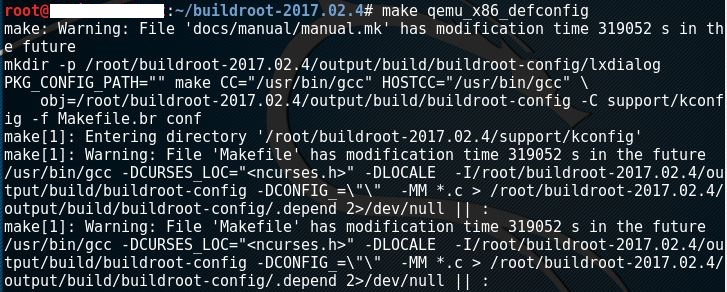 root@ :~/buildroot-2017.02.4# make qemu_x86_defconfig
make: Warning: File 'docs/manual/manual.mk' has modification time 319052 s in th
e future
mkdir -p /root/buildroot-2017.02.4/output/build/buildroot-config/lxdialog
PKG_CONFIG_PATH="" make CC="/usr/bin/gcc" HOSTCC="/usr/bin/gcc" \
    obj=/root/buildroot-2017.02.4/output/build/buildroot-config -C support/kconf
ig -f Makefile.br conf
make[1]: Entering directory '/root/buildroot-2017.02.4/support/kconfig'
make[1]: Warning: File 'Makefile' has modification time 319052 s in the future
/usr/bin/gcc -DCURSES_LOC="<ncurses.h>" -DLOCALE  -I/root/buildroot-2017.02.4/ou
tput/build/buildroot-config -DCONFIG_=\"\"  -MM *.c > /root/buildroot-2017.02.4/
output/build/buildroot-config/.depend 2>/dev/null || :
make[1]: Warning: File 'Makefile' has modification time 319052 s in the future
/usr/bin/gcc -DCURSES_LOC="<ncurses.h>" -DLOCALE  -I/root/buildroot-2017.02.4/ou
tput/build/buildroot-config -DCONFIG_=\"\"  -MM *.c > /root/buildroot-2017.02.4/
output/build/buildroot-config/.depend 2>/dev/null || :